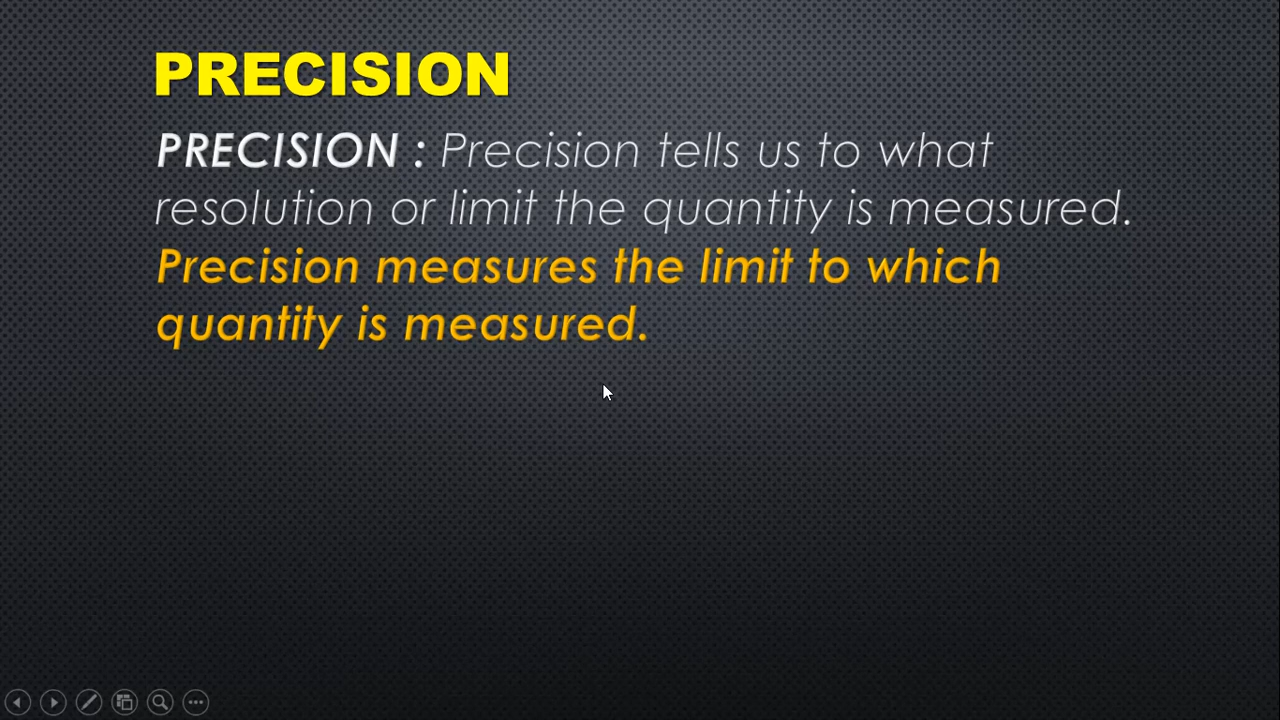 PRECISION
PRECISION : Precision tells us to what
resolution or limit the quantity is measured.
Precision measures the limit to which
quantity is measured.